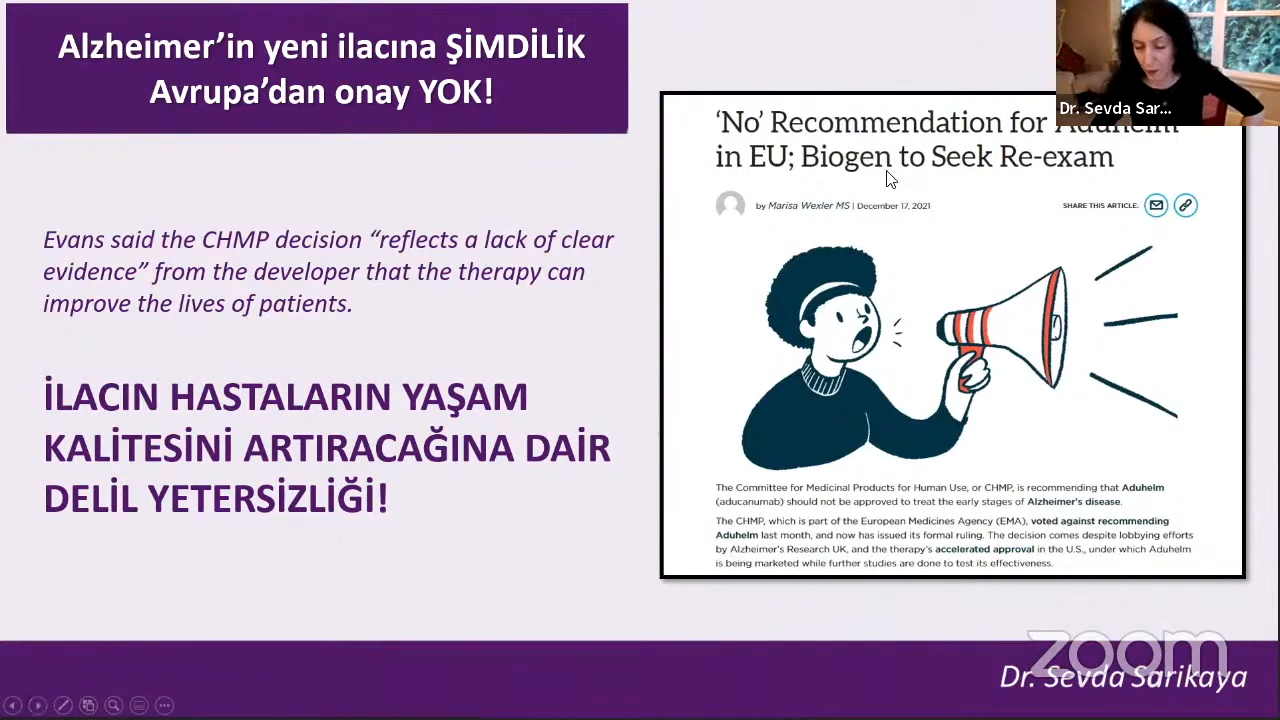 Alzheimer’in yeni ilacına ŞİMDİLİK
Avrupa’dan onay YOK!
Dr. Sevda Sar...
‘No’ Recommendation for Aduhelm
in EU; Biogen to Seek Re-exam
by Marisa Wexler MS | December 17, 2021
SHARE THIS ARTICLE:
Evans said the CHMP decision “reflects a lack of clear
evidence” from the developer that the therapy can
improve the lives of patients.
İLACIN HASTALARIN YAŞAM
KALİTESİNİ ARTIRACAĞINA DAİR
DELİL YETERSİZLİĞİ!
The Committee for Medicinal Products for Human Use, or CHMP, is recommending that Aduhelm
(aducanumab) should not be approved to treat the early stages of Alzheimer’s disease.
The CHMP, which is part of the European Medicines Agency (EMA), voted against recommending
Aduhelm last month, and now has issued its formal ruling. The decision comes despite lobbying efforts
by Alzheimer’s Research UK, and the therapy’s accelerated approval in the U.S., under which Aduhelm
is being marketed while further studies are done to test its effectiveness.
zoom
Dr. Sevda Sarikaya